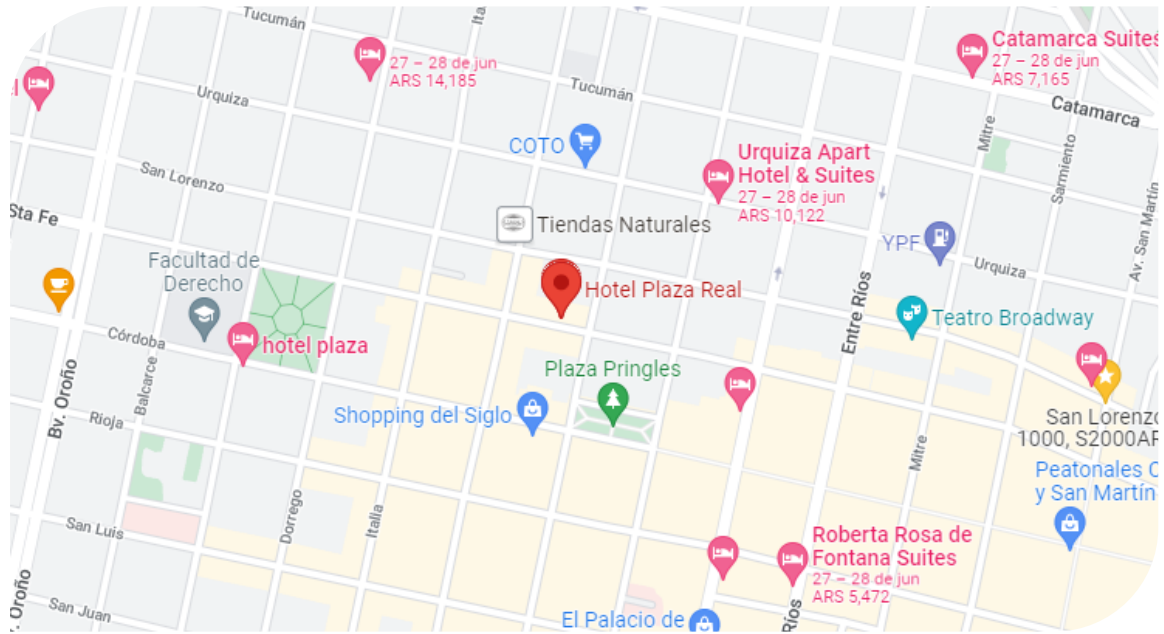 Tucumán
Ita
27 – 28 de jun
ARS 14,185
Catamarca Suites
27 – 28 de jun
ARS 7,165
Catamarca
Urquiza
Tucumán
Mitre
Sarmiento
COTO
Urquiza Apart
Hotel & Suites
27 – 28 de jun
ARS 10,122
San Lorenzo
Sta Fe
Tiendas Naturales
YPF
Urquiza
Av. San Martín
Facultad de
Derecho
Hotel Plaza Real
Entre Ríos
Teatro Broadway
Córdoba
hotel plaza
Balcarce
Bv. Oroño
Plaza Pringles
Shopping del Siglo
Rioja
San Lorenzo
1000, S2000AF
Mitre
Peatonales C
y San Martín
Dorrego
Italia
San Luis
Roberta Rosa de
Fontana Suites
27 – 28 de jun
ARS 5,472
. Oroño
San Juan
El Palacio de
Ríos